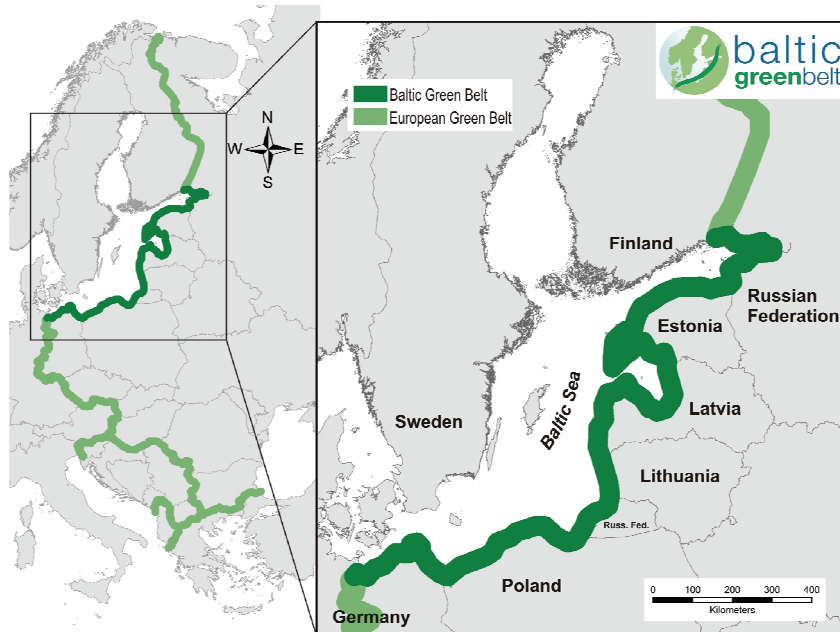 baltic
greenbelt
Baltic Green Belt
European Green Belt
N
W E
S
Finland
Russian
Federation
Estonia
Baltic Sea
Sweden
Latvia
Lithuania
Russ. Fed.
Poland
Germany
0 100 200 300 400
Kilometers